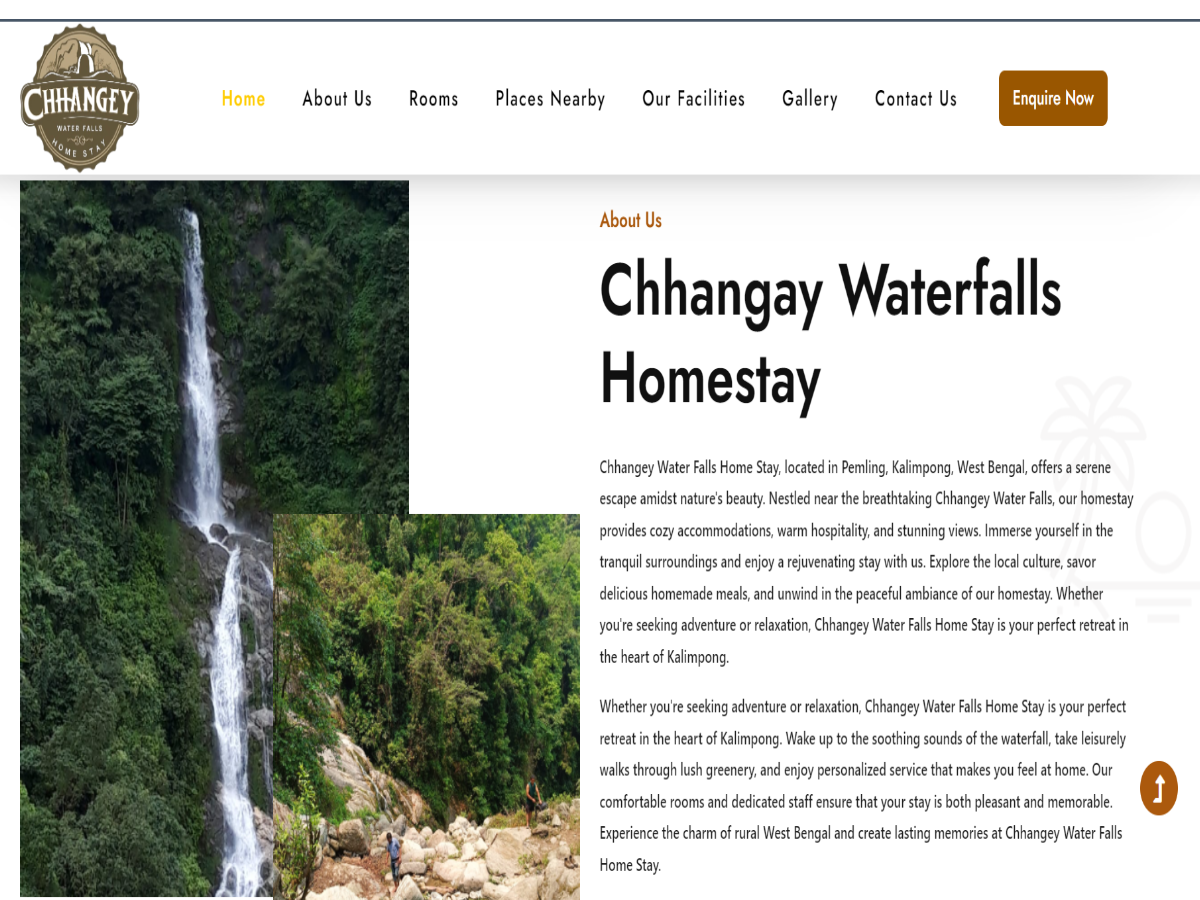 CHHANGEY
WATER FALLS
HOME STAY
Home
About Us
Rooms
Places Nearby
Our Facilities
Gallery
Contact Us
Enquire Now
About Us
Chhangay Waterfalls
Homestay
Chhangey Water Falls Home Stay, located in Pemling, Kalimpong, West Bengal, offers a serene
escape amidst nature's beauty. Nestled near the breathtaking Chhangey Water Falls, our homestay
provides cozy accommodations, warm hospitality, and stunning views. Immerse yourself in the
tranquil surroundings and enjoy a rejuvenating stay with us. Explore the local culture, savor
delicious homemade meals, and unwind in the peaceful ambiance of our homestay. Whether
you're seeking adventure or relaxation, Chhangey Water Falls Home Stay is your perfect retreat in
the heart of Kalimpong.
Whether you're seeking adventure or relaxation, Chhangey Water Falls Home Stay is your perfect
retreat in the heart of Kalimpong. Wake up to the soothing sounds of the waterfall, take leisurely
walks through lush greenery, and enjoy personalized service that makes you feel at home. Our
comfortable rooms and dedicated staff ensure that your stay is both pleasant and memorable.
Experience the charm of rural West Bengal and create lasting memories at Chhangey Water Falls
Home Stay.